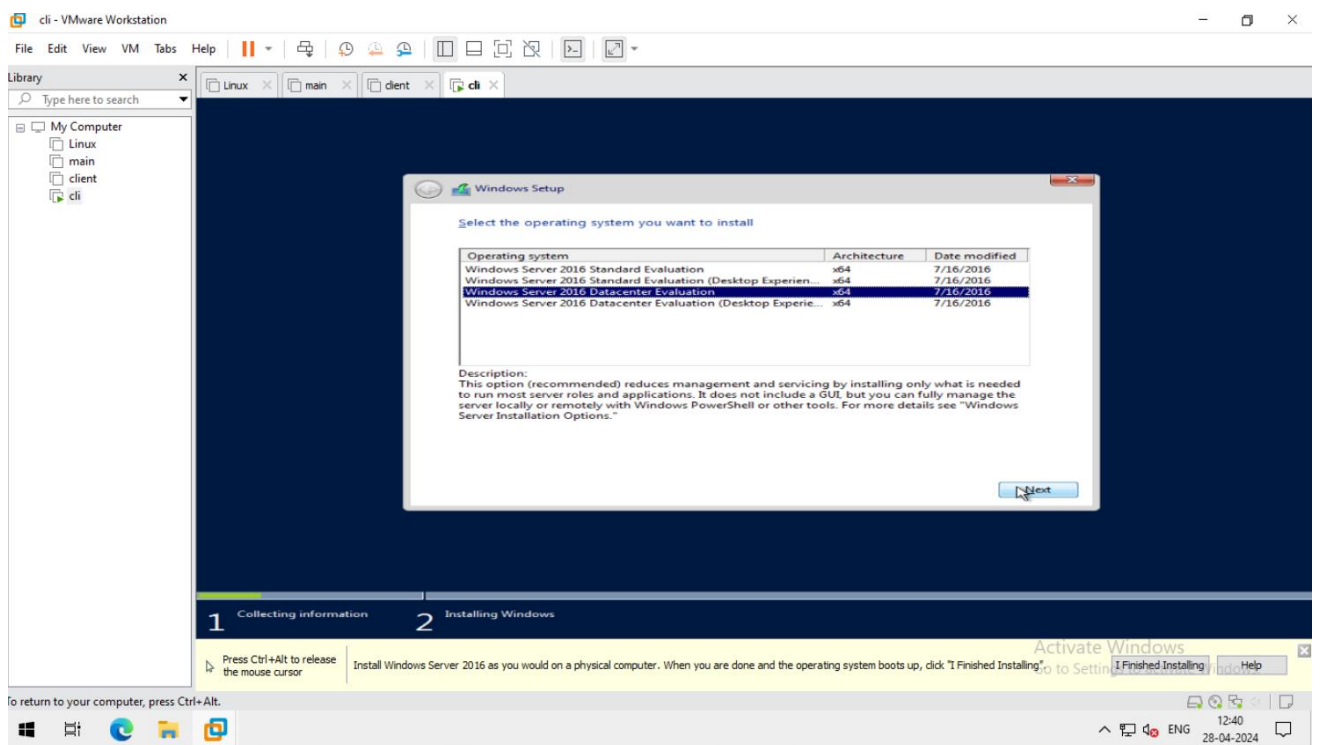 cli - VMware Workstation
File Edit View VM Tabs Help
Library
Type here to search
My Computer
Linux
main
client
cli
Linux main client cli
Windows Setup
Select the operating system you want to install
Operating system Architecture Date modified
Windows Server 2016 Standard Evaluation x64 7/16/2016
Windows Server 2016 Standard Evaluation (Desktop Experien... x64 7/16/2016
Windows Server 2016 Datacenter Evaluation x64 7/16/2016
Windows Server 2016 Datacenter Evaluation (Desktop Experie... x64 7/16/2016
Description:
This option (recommended) reduces management and servicing by installing only what is needed
to run most server roles and applications. It does not include a GUI, but you can fully manage the
server locally or remotely with Windows PowerShell or other tools. For more details see "Windows
Server Installation Options."
Next
1 Collecting information 2 Installing Windows
Activate Windows
Press Ctrl+Alt to release
the mouse cursor
Install Windows Server 2016 as you would on a physical computer. When you are done and the operating system boots up, click "I Finished Installing".
I Finished Installing Help
To return to your computer, press Ctrl+Alt.
ENG 12:40
28-04-2024